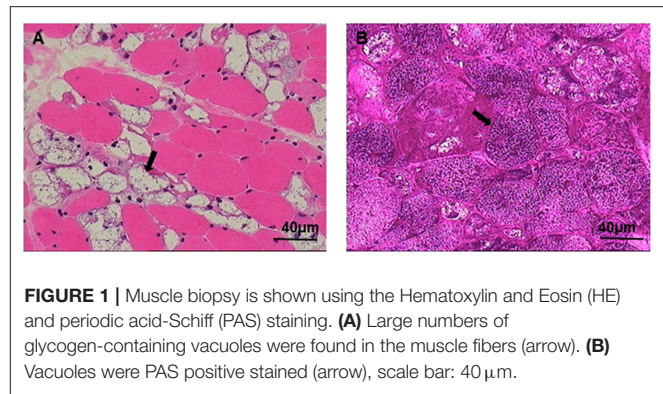 A
B
40μm
40μm
FIGURE 1 | Muscle biopsy is shown using the Hematoxylin and Eosin (HE)
and periodic acid-Schiff (PAS) staining. (A) Large numbers of
glycogen-containing vacuoles were found in the muscle fibers (arrow). (B)
Vacuoles were PAS positive stained (arrow), scale bar: 40 μm.